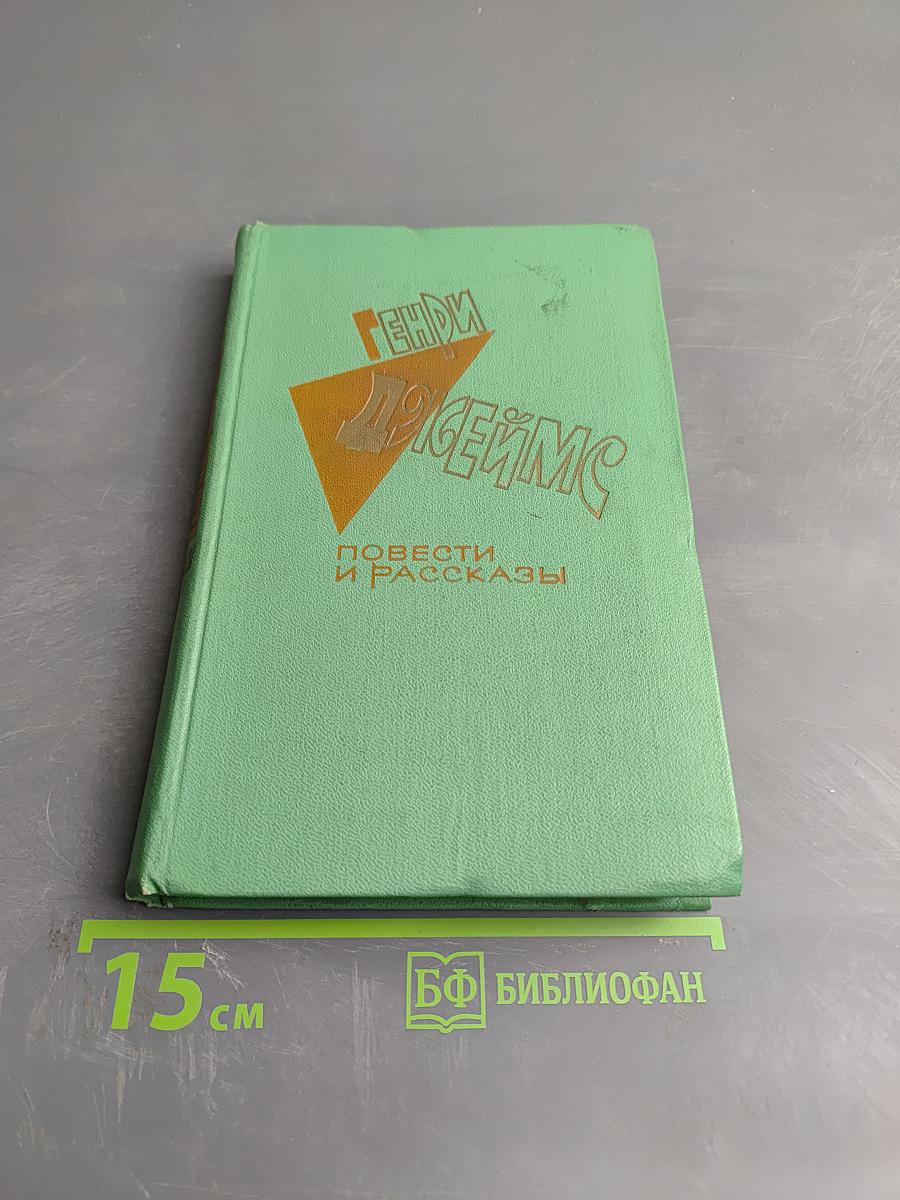 ГЕНРИ
ДЖЕЙМС
ПОВЕСТИ
И РАССКАЗЫ
15 см
БФ БИБЛИОФАН